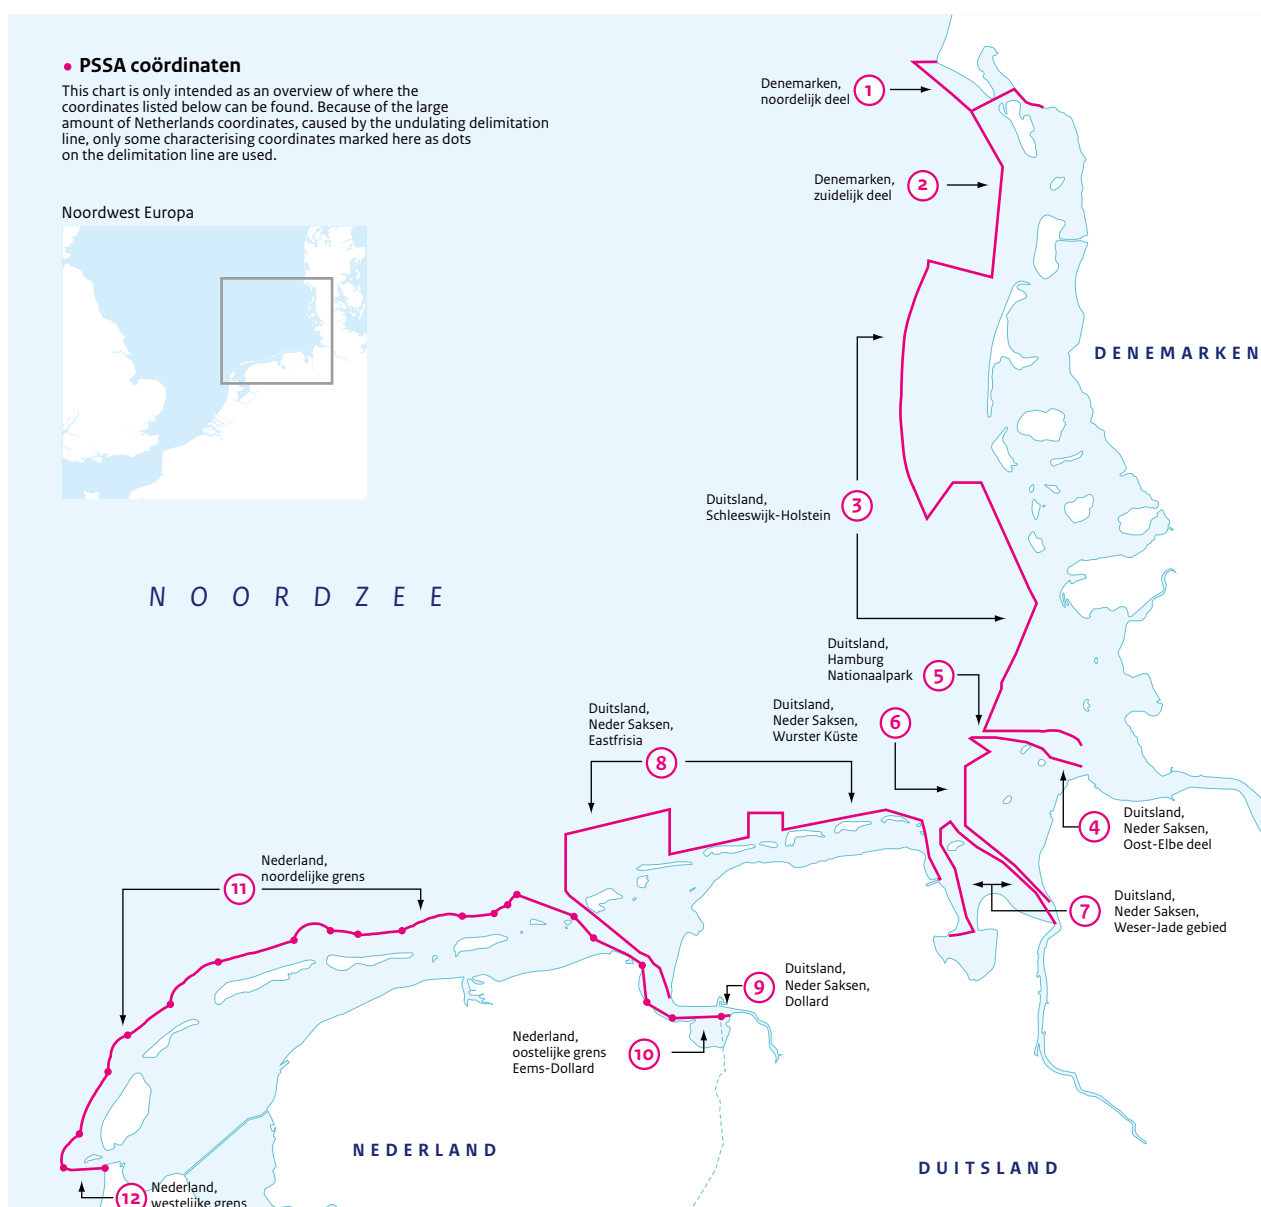 PSSA coördinaten
This chart is only intended as an overview of where the
coordinates listed below can be found. Because of the large
amount of Netherlands coordinates, caused by the undulating delimitation
line, only some characterising coordinates marked here as dots
on the delimitation line are used.
Noordwest Europa
Denemarken,
noordelijk deel
1
Denemarken,
zuidelijk deel
2
DENEMARKEN
Duitsland,
Schleeswijk-Holstein
3
NOORDZEE
Duitsland,
Hamburg
Nationaalpark
5
Duitsland,
Neder Saksen,
Wurster Küste
6
Duitsland,
Neder Saksen,
Eastfrisia
8
4
Duitsland,
Neder Saksen,
Oost-Elbe deel
Nederland,
noordelijke grens
11
7
Duitsland,
Neder Saksen,
Weser-Jade gebied
9
Duitsland,
Neder Saksen,
Dollard
Nederland,
oostelijke grens
Eems-Dollard
10
NEDERLAND
DUITSLAND
12
Nederland,
westelijke grens